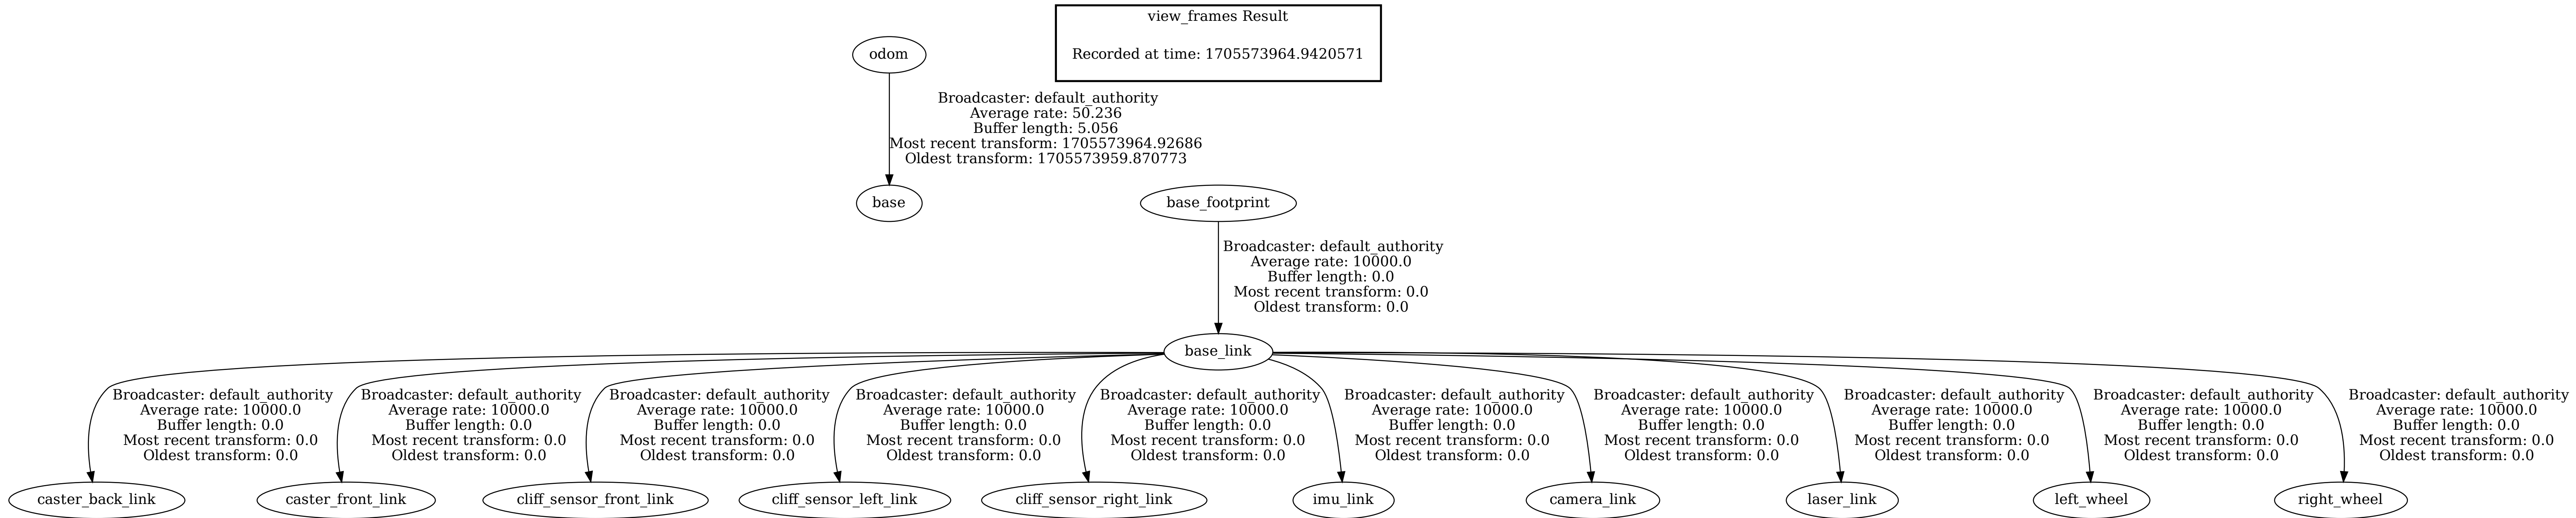 view_frames Result
Recorded at time: 1705573964.9420571
odom
Broadcaster: default_authority
Average rate: 50.236
Buffer length: 5.056
Most recent transform: 1705573964.92686
Oldest transform: 1705573959.870773
base
base_footprint
Broadcaster: default_authority
Average rate: 10000.0
Buffer length: 0.0
Most recent transform: 0.0
Oldest transform: 0.0
base_link
Broadcaster: default_authority
Average rate: 10000.0
Buffer length: 0.0
Most recent transform: 0.0
Oldest transform: 0.0
Broadcaster: default_authority
Average rate: 10000.0
Buffer length: 0.0
Most recent transform: 0.0
Oldest transform: 0.0
Broadcaster: default_authority
Average rate: 10000.0
Buffer length: 0.0
Most recent transform: 0.0
Oldest transform: 0.0
Broadcaster: default_authority
Average rate: 10000.0
Buffer length: 0.0
Most recent transform: 0.0
Oldest transform: 0.0
Broadcaster: default_authority
Average rate: 10000.0
Buffer length: 0.0
Most recent transform: 0.0
Oldest transform: 0.0
Broadcaster: default_authority
Average rate: 10000.0
Buffer length: 0.0
Most recent transform: 0.0
Oldest transform: 0.0
Broadcaster: default_authority
Average rate: 10000.0
Buffer length: 0.0
Most recent transform: 0.0
Oldest transform: 0.0
Broadcaster: default_authority
Average rate: 10000.0
Buffer length: 0.0
Most recent transform: 0.0
Oldest transform: 0.0
Broadcaster: default_authority
Average rate: 10000.0
Buffer length: 0.0
Most recent transform: 0.0
Oldest transform: 0.0
Broadcaster: default_authority
Average rate: 10000.0
Buffer length: 0.0
Most recent transform: 0.0
Oldest transform: 0.0
caster_back_link
caster_front_link
cliff_sensor_front_link
cliff_sensor_left_link
cliff_sensor_right_link
imu_link
camera_link
laser_link
left_wheel
right_wheel